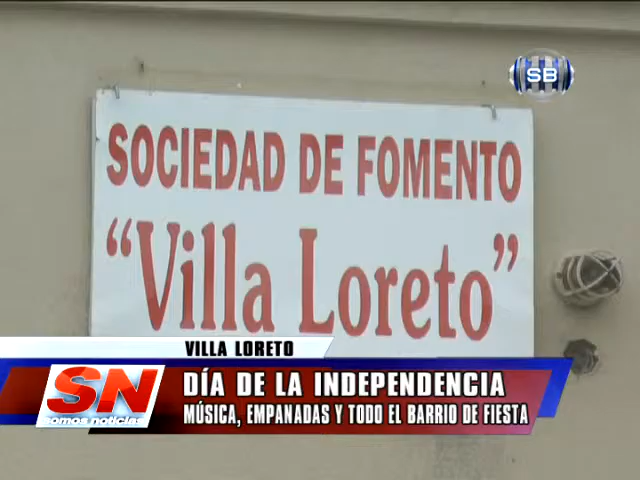 SB
SOCIEDAD DE FOMENTO
“Villa Loreto”
VILLA LORETO
SN
somos noticias
DÍA DE LA INDEPENDENCIA
MÚSICA, EMPANADAS Y TODO EL BARRIO DE FIESTA